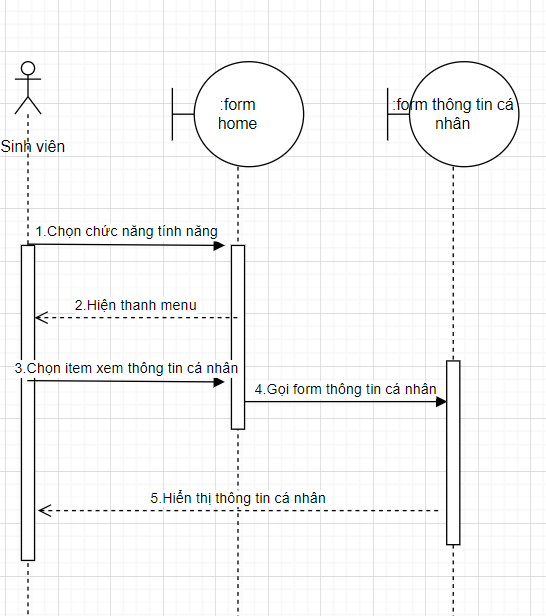 :form
home
:form thông tin cá
nhân
Sinh viên
1.Chọn chức năng tính năng
2.Hiện thanh menu
3.Chọn item xem thông tin cá nhân
4.Gọi form thông tin cá nhân
5.Hiển thị thông tin cá nhân